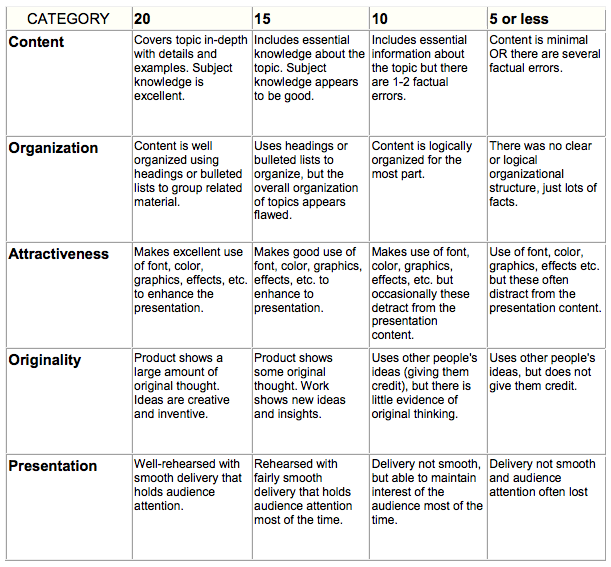 CATEGORY 20 15 10 5 or less
Content
Covers topic in-depth
with details and
examples. Subject
knowledge is
excellent.
Includes essential
knowledge about the
topic. Subject
knowledge appears
to be good.
Includes essential
information about
the topic but there
are 1-2 factual
errors.
Content is minimal
OR there are several
factual errors.
Organization
Content is well
organized using
headings or bulleted
lists to group related
material.
Uses headings or
bulleted lists to
organize, but the
overall organization
of topics appears
flawed.
Content is logically
organized for the
most part.
There was no clear
or logical
organizational
structure, just lots of
facts.
Attractiveness
Makes excellent use
of font, color,
graphics, effects, etc.
to enhance the
presentation.
Makes good use of
font, color, graphics,
effects, etc. to
enhance to
presentation.
Makes use of font,
color, graphics,
effects, etc. but
occasionally these
detract from the
presentation
content.
Use of font, color,
graphics, effects etc.
but these often
distract from the
presentation content.
Originality
Product shows a
large amount of
original thought.
Ideas are creative
and inventive.
Product shows
some original
thought. Work
shows new ideas
and insights.
Uses other people's
ideas (giving them
credit), but there is
little evidence of
original thinking.
Uses other people's
ideas, but does not
give them credit.
Presentation
Well-rehearsed with
smooth delivery that
holds audience
attention.
Rehearsed with
fairly smooth
delivery that holds
audience attention
most of the time.
Delivery not smooth,
but able to maintain
interest of the
audience most of the
time.
Delivery not smooth
and audience
attention often lost